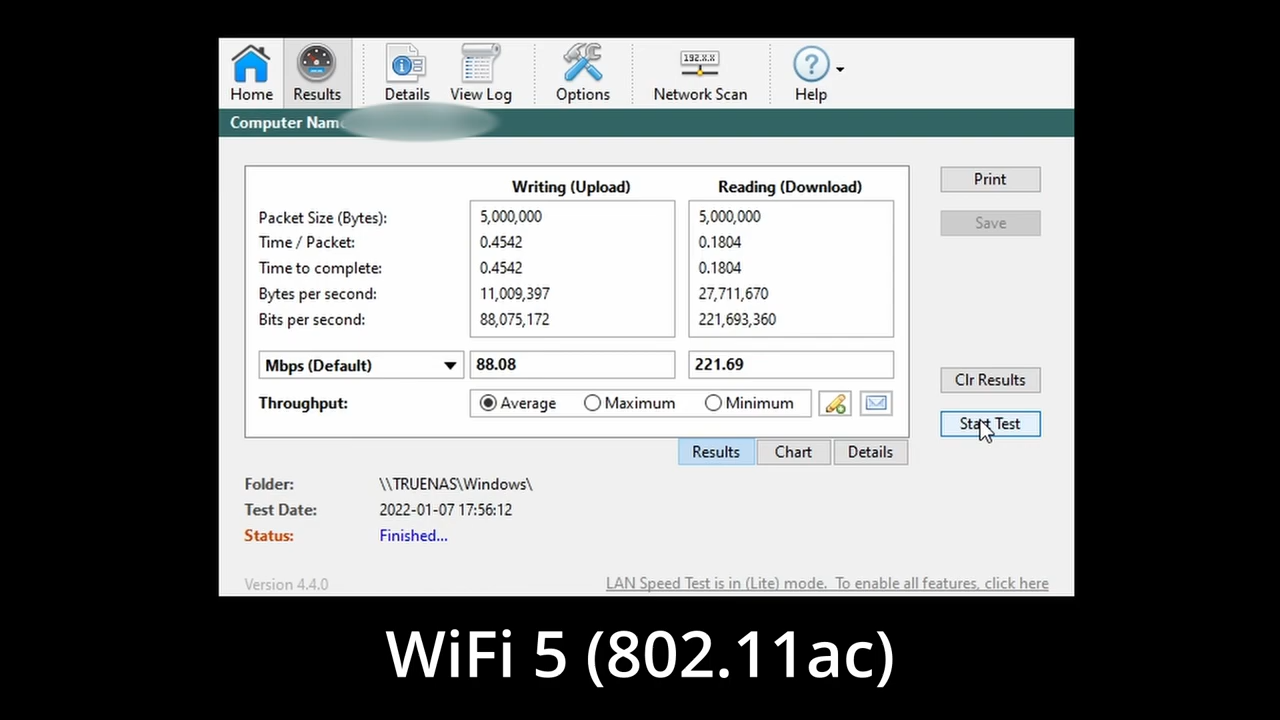 192.X.X
Home Results Details View Log Options Network Scan Help
Computer Nam
Writing (Upload) Reading (Download)
Print
Packet Size (Bytes): 5,000,000 5,000,000
Save
Time / Packet: 0.4542 0.1804
Time to complete: 0.4542 0.1804
Bytes per second: 11,009,397 27,711,670
Bits per second: 88,075,172 221,693,360
Mbps (Default) 88.08 221.69
Clr Results
Throughput: Average Maximum Minimum
Start Test
Results Chart Details
Folder: \\TRUENAS\Windows\
Test Date: 2022-01-07 17:56:12
Status: Finished...
Version 4.4.0 LAN Speed Test is in (Lite) mode. To enable all features, click here
WiFi 5 (802.11ac)